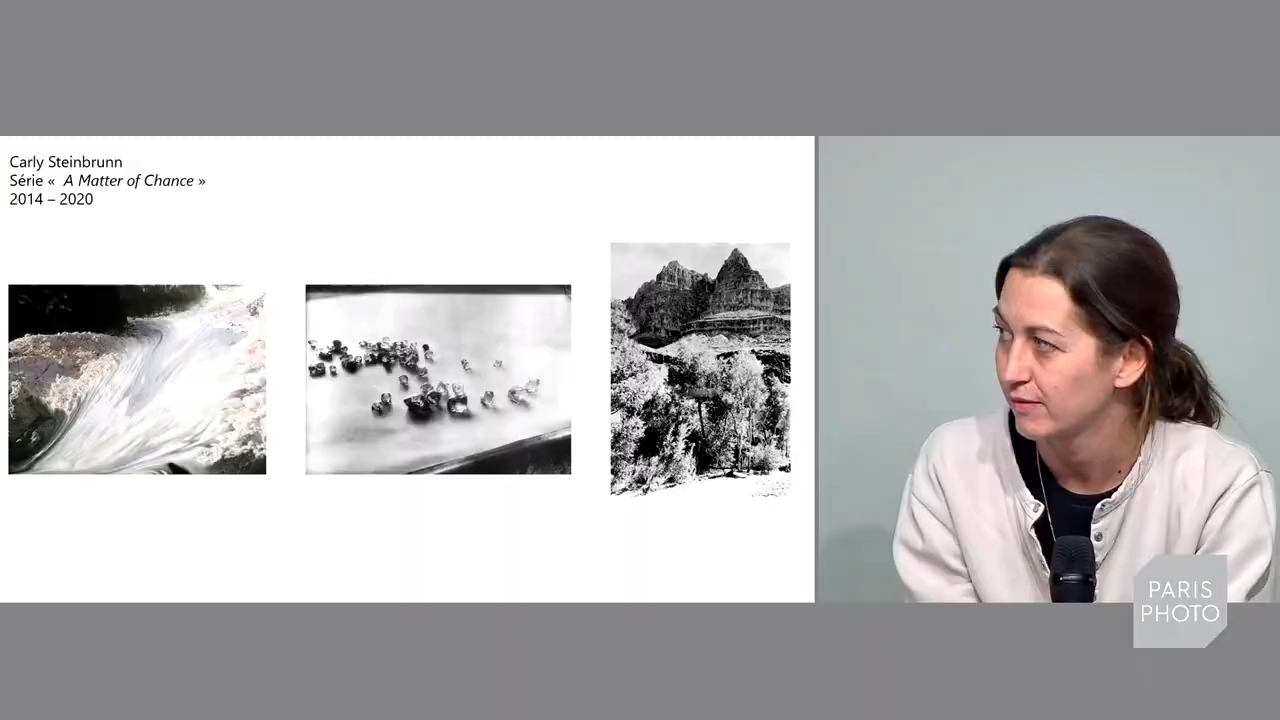 Carly Steinbrunn
Série «  A Matter of Chance »
2014 – 2020
PARIS
PHOTO